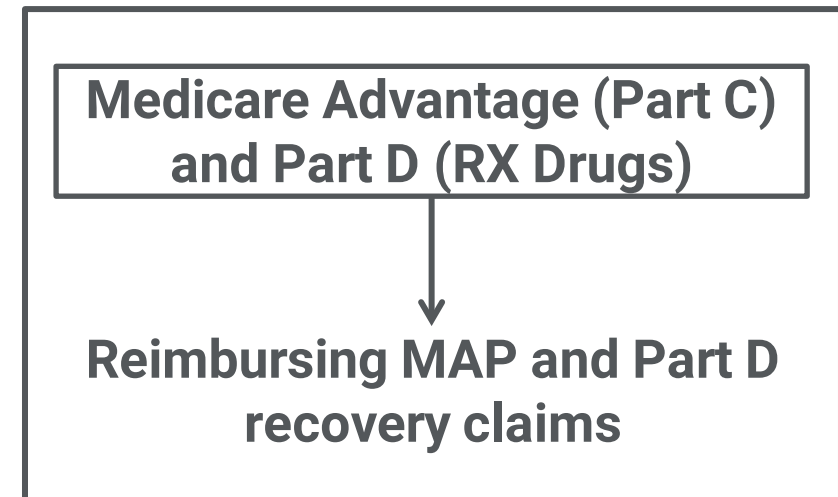 Medicare Advantage (Part C)
and Part D (RX Drugs)
Reimbursing MAP and Part D
recovery claims